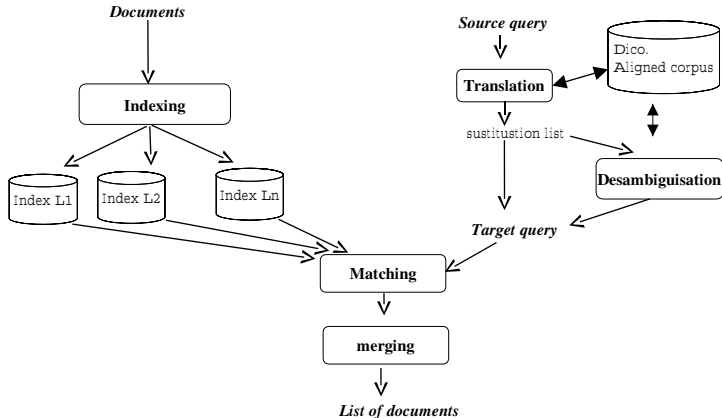 Documents
Source query
Dico.
Aligned corpus
Translation
Indexing
sustitustion list
Index L1
Index L2
Index Ln
Desambiguisation
Target query
Matching
merging
List of documents